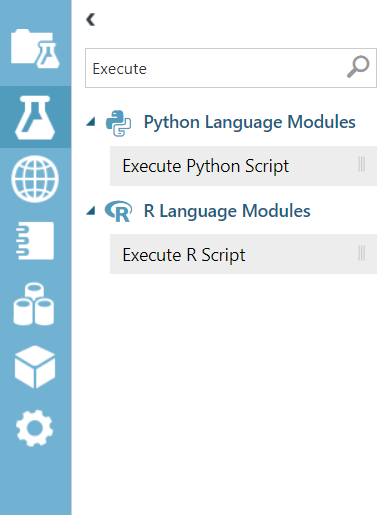 Execute
Python Language Modules
Execute Python Script
R Language Modules
Execute R Script